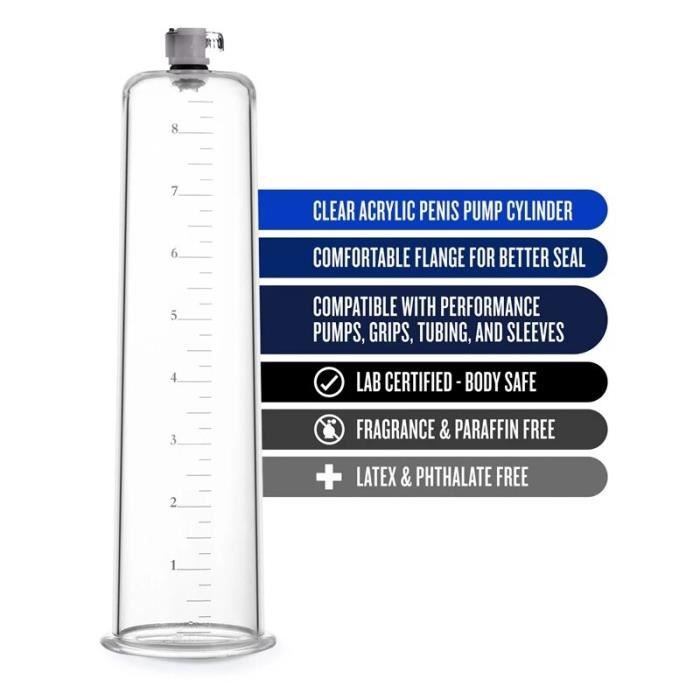 8
7
6
5
4
3
2
1
CLEAR ACRYLIC PENIS PUMP CYLINDER
COMFORTABLE FLANGE FOR BETTER SEAL
COMPATIBLE WITH PERFORMANCE
PUMPS, GRIPS, TUBING, AND SLEEVES
LAB CERTIFIED - BODY SAFE
FRAGRANCE & PARAFFIN FREE
LATEX & PHTHALATE FREE